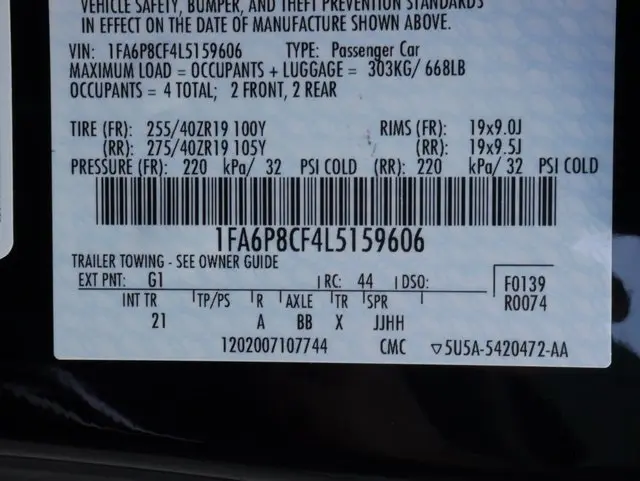 VEHICLE SAFETY, BUMPER, AND THEFT PREVENTION STANDARDS
IN EFFECT ON THE DATE OF MANUFACTURE SHOWN ABOVE.
VIN: 1FA6P8CF4L5159606 TYPE: Passenger Car
MAXIMUM LOAD = OCCUPANTS + LUGGAGE = 303KG/ 668LB
OCCUPANTS = 4 TOTAL; 2 FRONT, 2 REAR
TIRE (FR): 255/40ZR19 100Y RIMS (FR): 19x9.0J
(RR): 275/40ZR19 105Y (RR): 19x9.5J
PRESSURE (FR): 220 kPa/ 32 PSI COLD (RR): 220 kPa/ 32 PSI COLD
1FA6P8CF4L5159606
TRAILER TOWING - SEE OWNER GUIDE
EXT PNT: G1 RC: 44 DSO: F0139
INT TR TP/PS R AXLE TR SPR R0074
21 A BB X JJHH
1202007107744 CMC ▽5U5A-5420472-AA